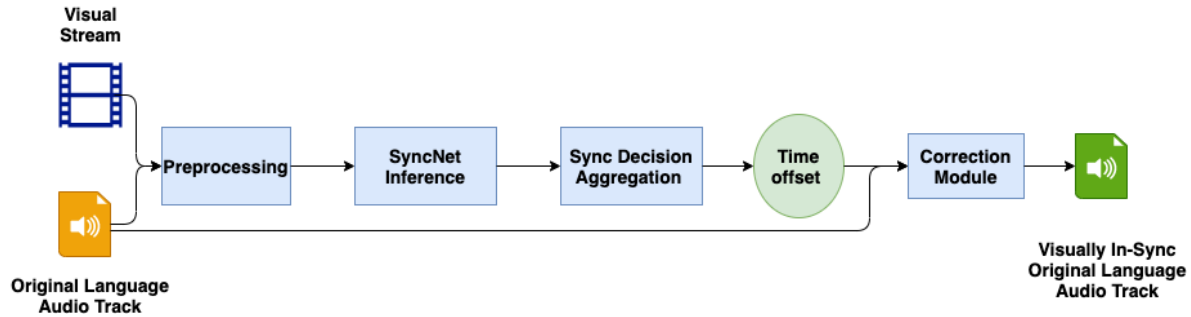 Visual
Stream
Preprocessing
SyncNet
Inference
Sync Decision
Aggregation
Time
offset
Correction
Module
Original Language
Audio Track
Visually In-Sync
Original Language
Audio Track